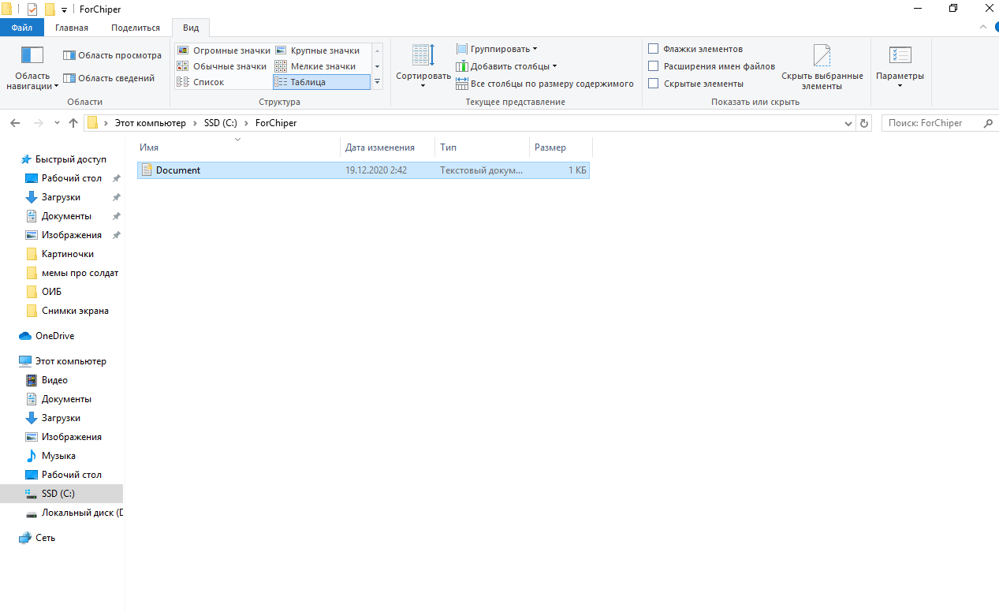 ForChiper
Файл Главная Поделиться Вид
Область навигации
Область просмотра
Область сведений
Области
Огромные значки Крупные значки
Обычные значки Мелкие значки
Список Таблица
Структура
Сортировать
Группировать
Добавить столбцы
Все столбцы по размеру содержимого
Текущее представление
Флажки элементов
Расширения имен файлов
Скрытые элементы
Скрыть выбранные
элементы
Показать или скрыть
Параметры
Этот компьютер SSD (C:) ForChiper
Поиск: ForChiper
Имя Дата изменения Тип Размер
Document 19.12.2020 2:42 Текстовый докум... 1 КБ
Быстрый доступ
Рабочий стол
Загрузки
Документы
Изображения
Картиночки
мемы про солдат
ОИБ
Снимки экрана
OneDrive
Этот компьютер
Видео
Документы
Загрузки
Изображения
Музыка
Рабочий стол
SSD (C:)
Локальный диск (D
Сеть